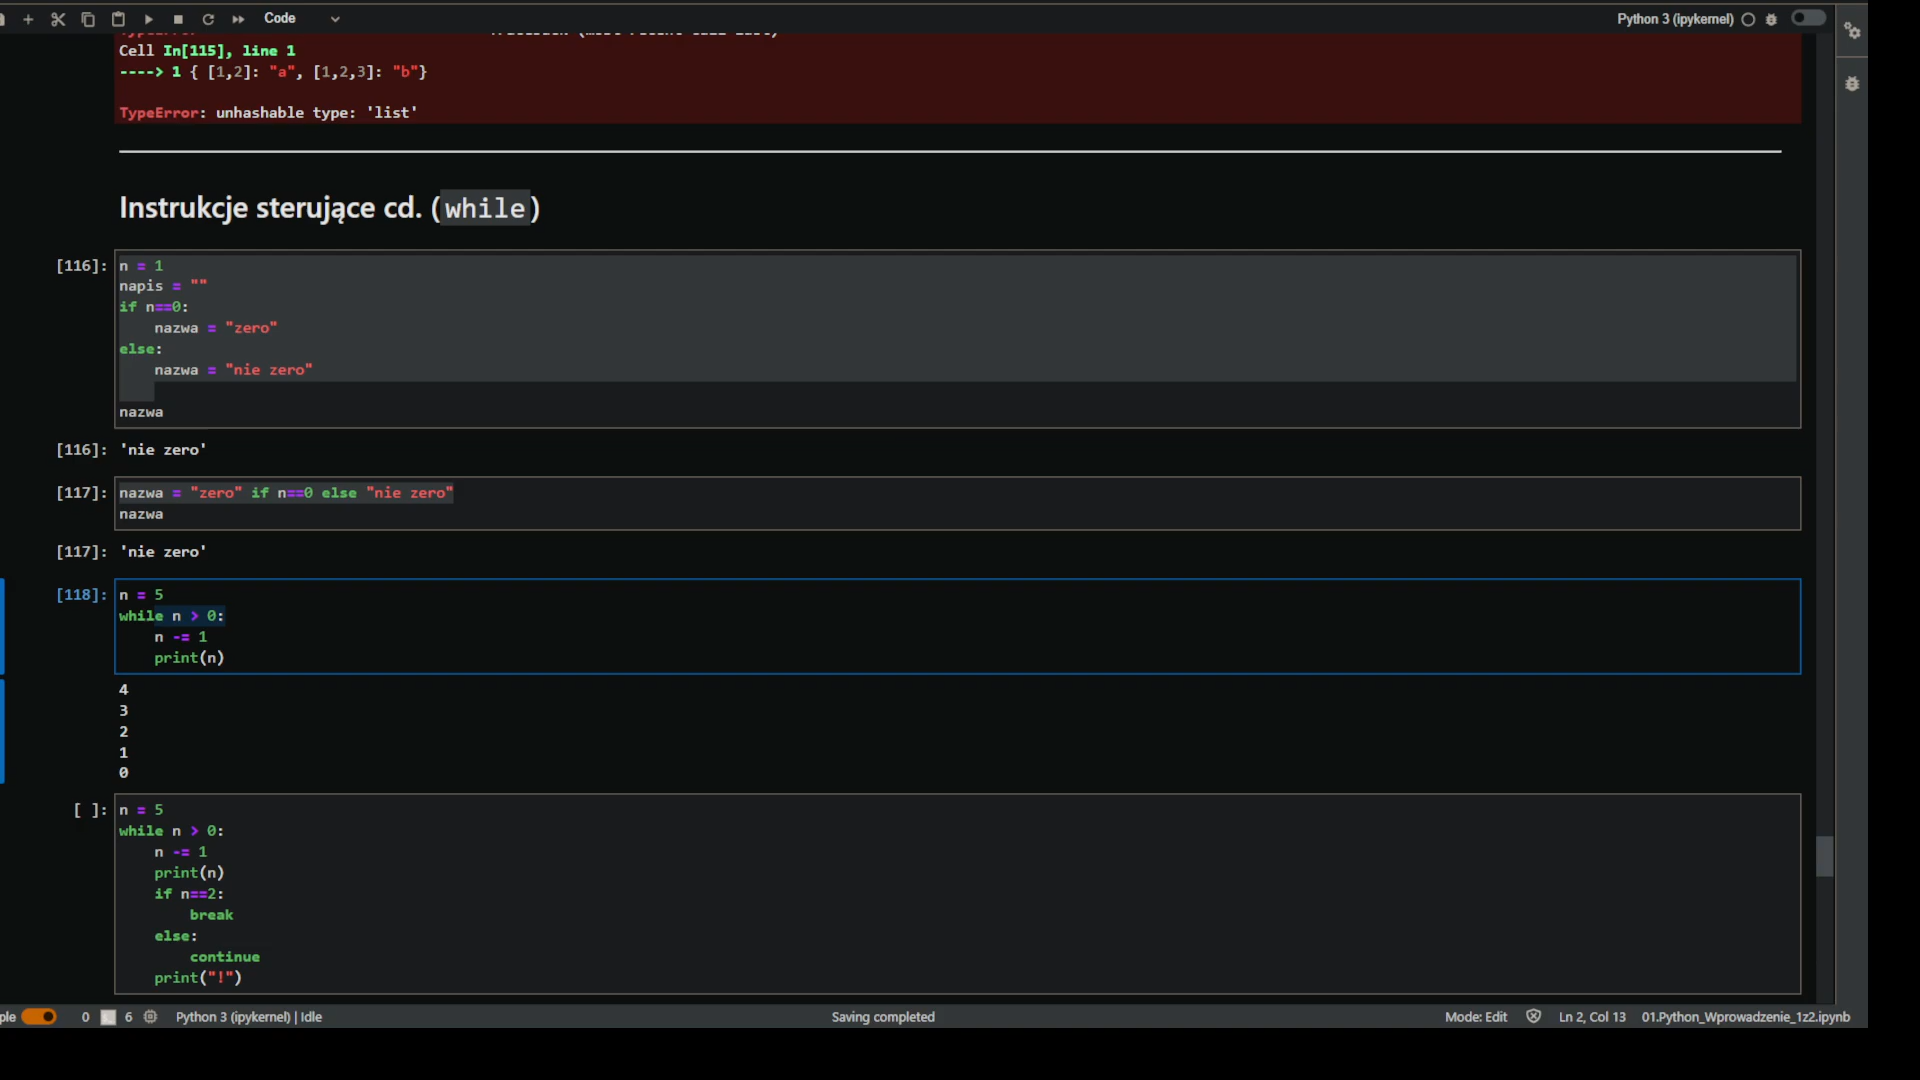 Code
Python 3 (ipykernel)
Cell In[115], line 1
----> 1 { [1,2]: "a", [1,2,3]: "b"}
TypeError: unhashable type: 'list'
Instrukcje sterujące cd. (while)
[116]: n = 1
napis = ""
if n==0:
    nazwa = "zero"
else:
    nazwa = "nie zero"
nazwa
[116]: 'nie zero'
[117]: nazwa = "zero" if n==0 else "nie zero"
nazwa
[117]: 'nie zero'
[118]: n = 5
while n > 0:
    n -= 1
    print(n)
4
3
2
1
0
[ ]: n = 5
while n > 0:
    n -= 1
    print(n)
    if n==2:
        break
    else:
        continue
    print("!")
ple 0 6 Python 3 (ipykernel) | Idle Saving completed Mode: Edit Ln 2, Col 13 01.Python_Wprowadzenie_1z2.ipynb